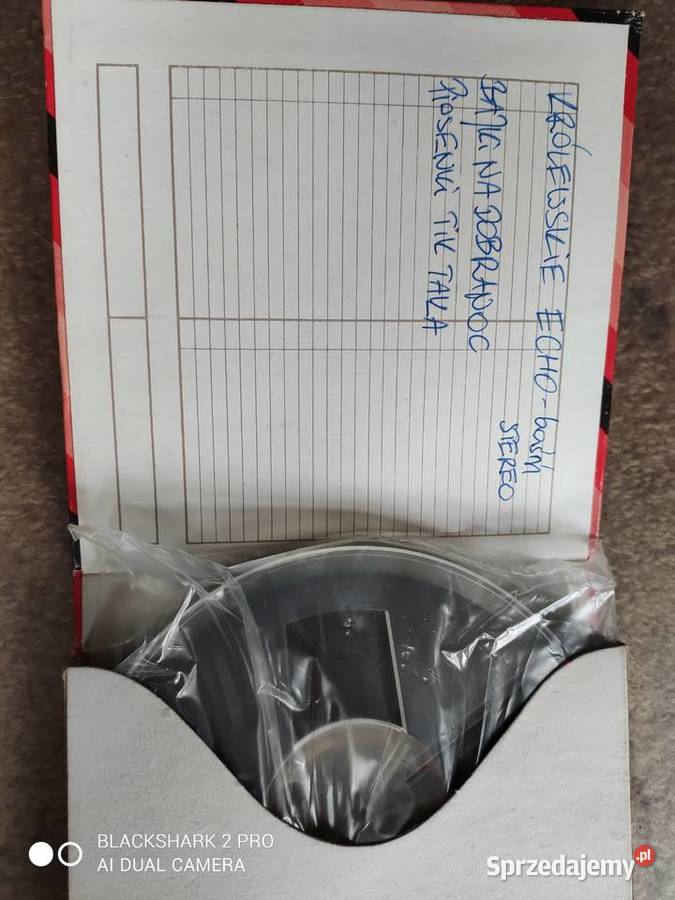 KRÓLEWSKIE ECHO - baśń
STEREO
BAJKI NA DOBRANOC
PIOSENKI TIK TAKA
BLACKSHARK 2 PRO
AI DUAL CAMERA
Sprzedajemy.pl